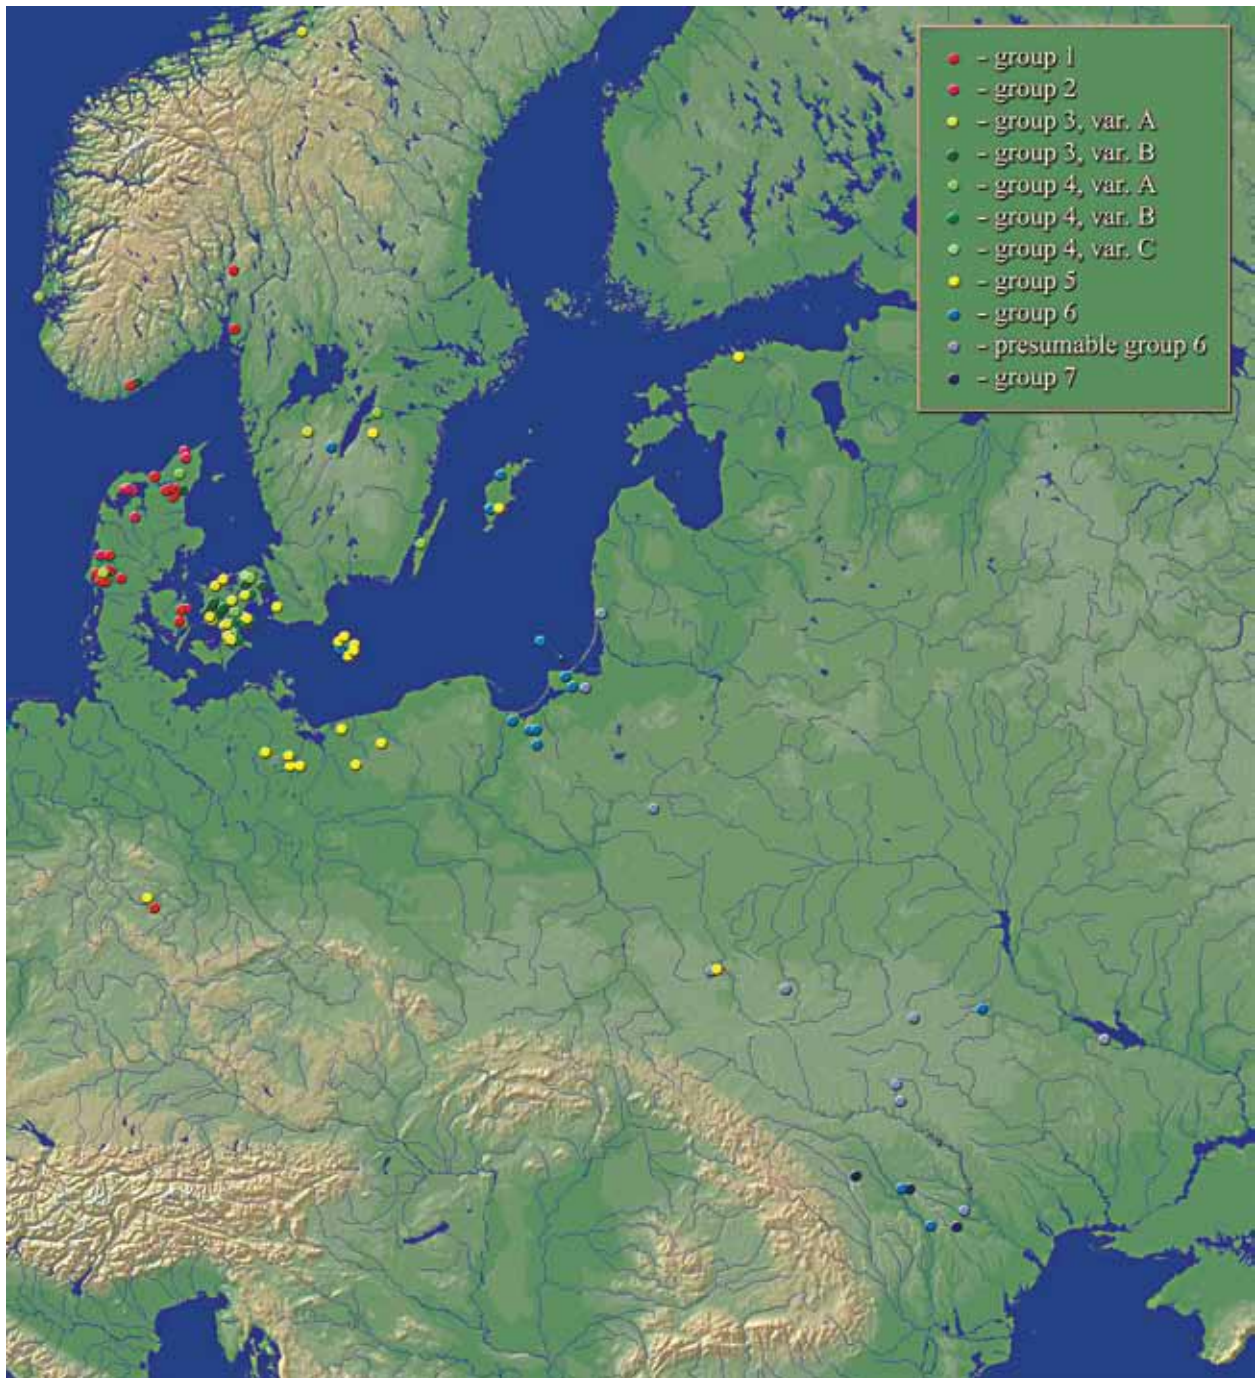 – group 1
– group 2
– group 3, var. A
– group 3, var. B
– group 4, var. A
– group 4, var. B
– group 4, var. C
– group 5
– group 6
– presumable group 6
– group 7